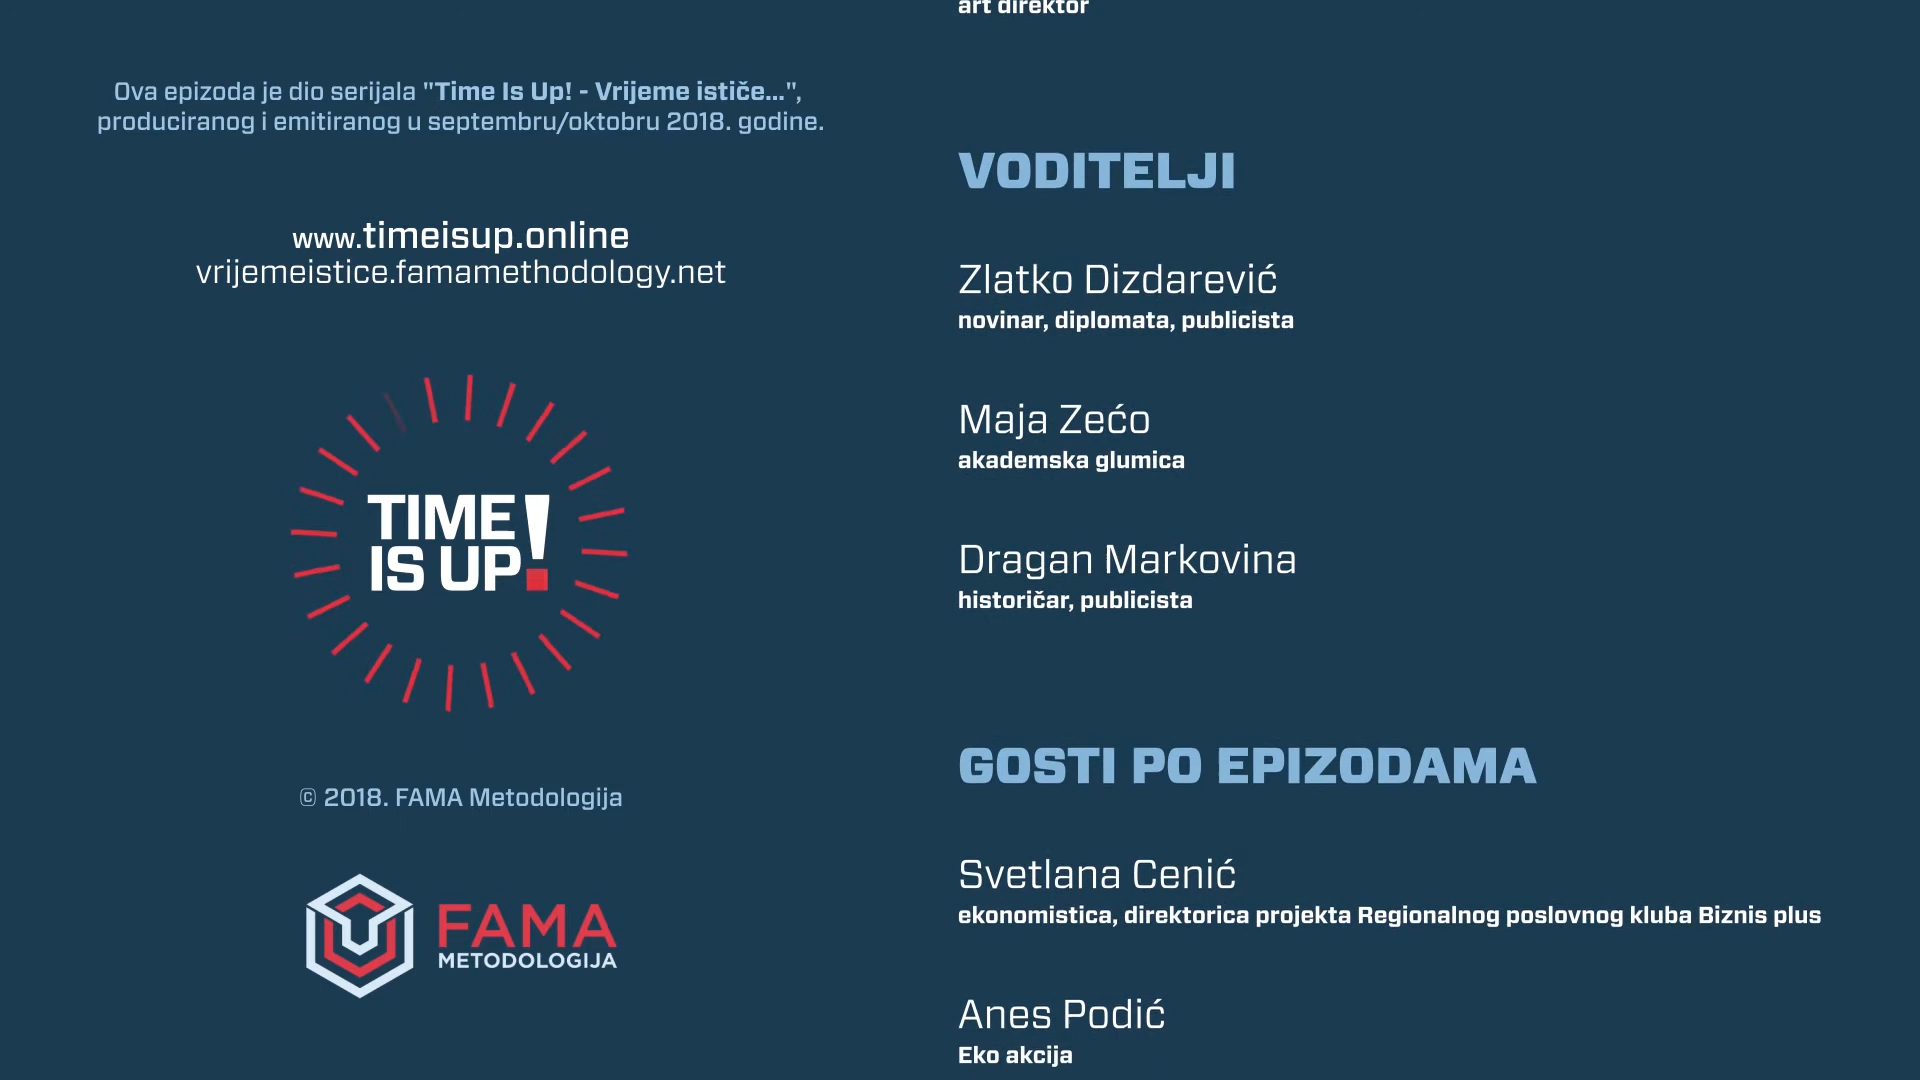 art direktor
Ova epizoda je dio serijala "Time Is Up! - Vrijeme ističe...",
produciranog i emitiranog u septembru/oktobru 2018. godine.
www.timeisup.online
vrijemeistice.famamethodology.net
TIME
IS UP!
© 2018. FAMA Metodologija
FAMA
METODOLOGIJA
VODITELJI
Zlatko Dizdarević
novinar, diplomata, publicista
Maja Zećo
akademska glumica
Dragan Markovina
historičar, publicista
GOSTI PO EPIZODAMA
Svetlana Cenić
ekonomistica, direktorica projekta Regionalnog poslovnog kluba Biznis plus
Anes Podić
Eko akcija